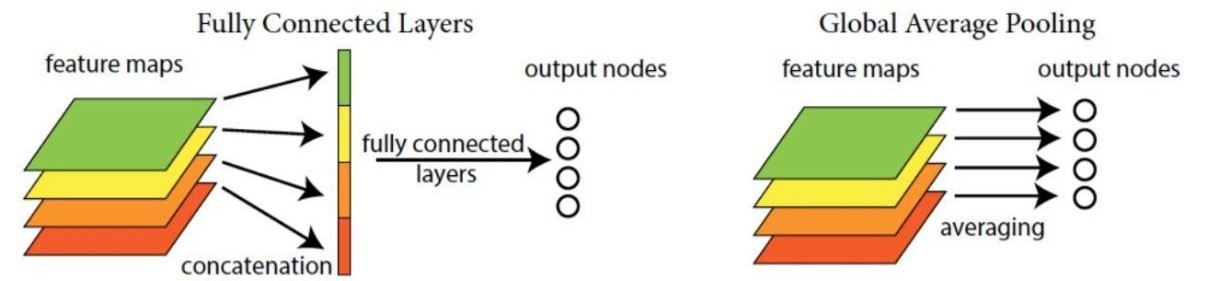 Fully Connected Layers
feature maps
output nodes
fully connected
layers
concatenation
Global Average Pooling
feature maps
output nodes
averaging